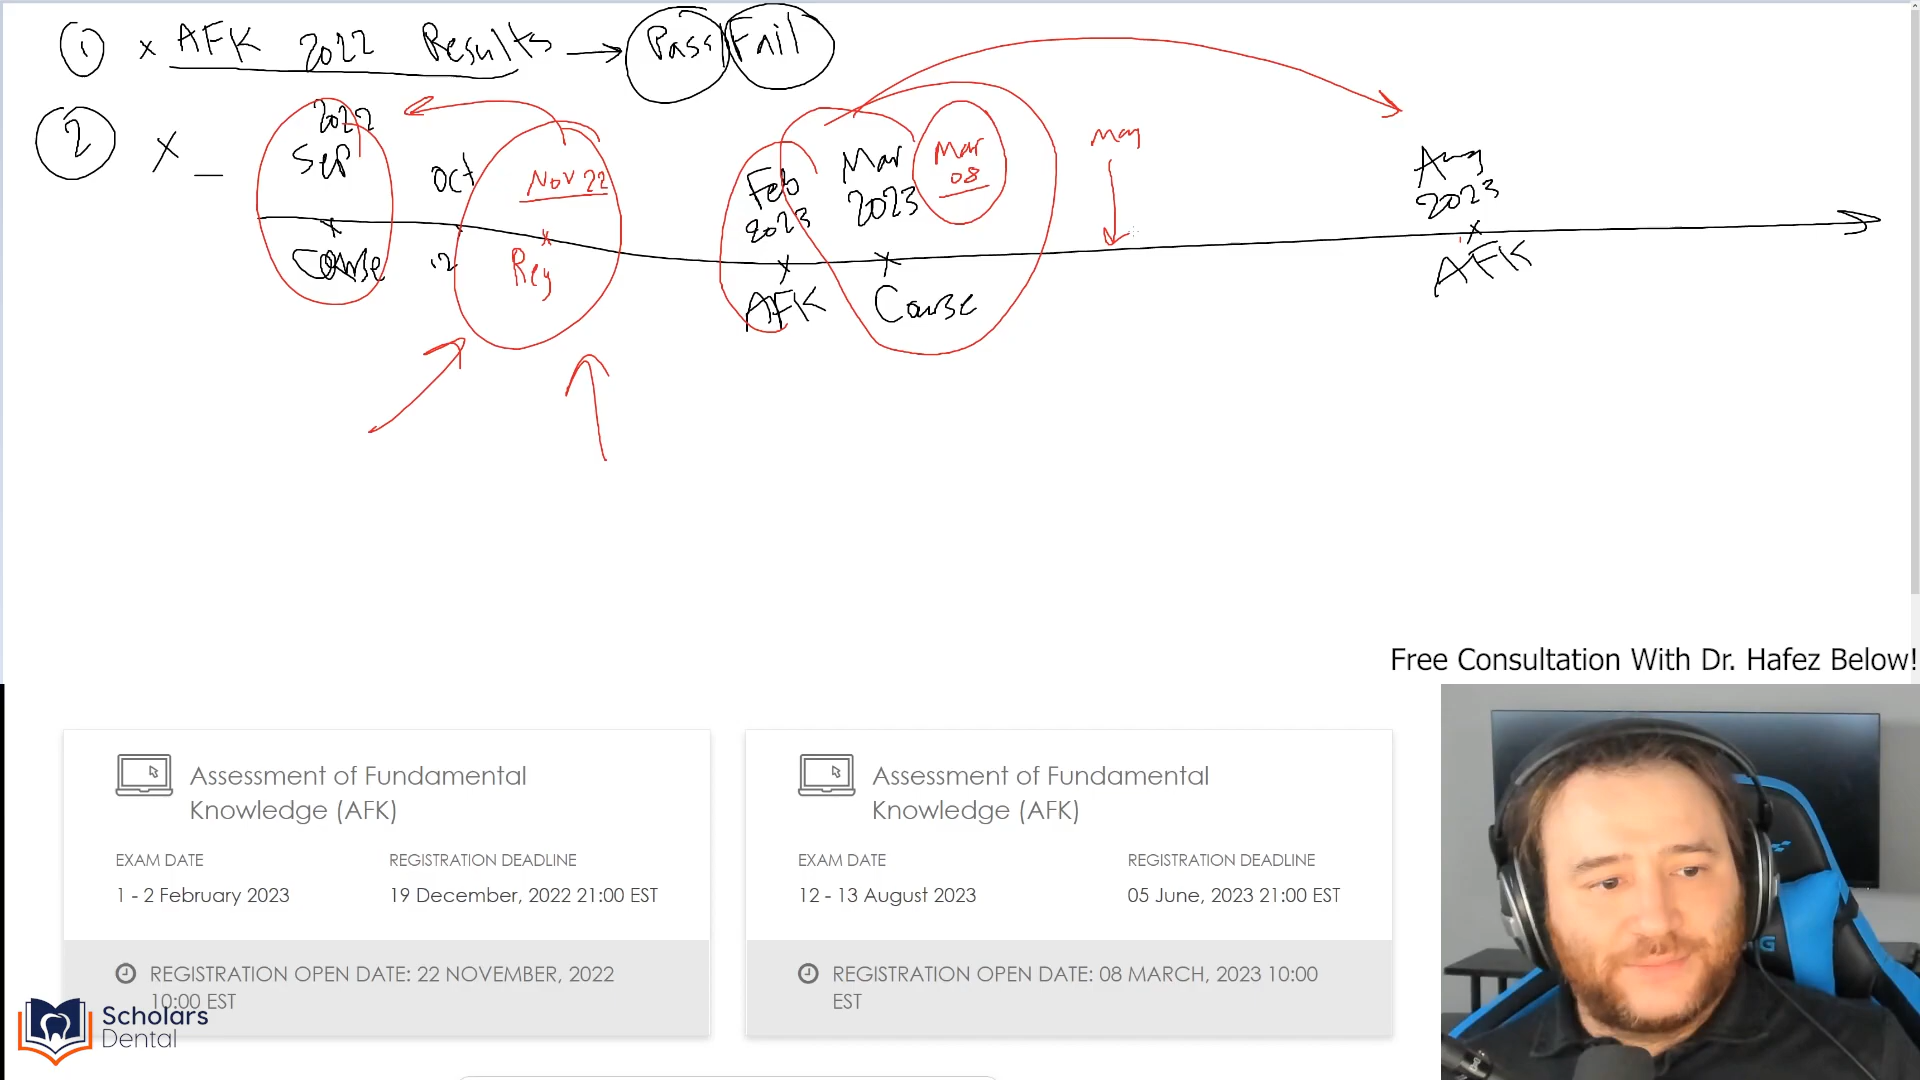 1 x AFK 2022 Results → Pass Fail
2 x _
2022
Sep
Oct
Nov 22
Feb
2023
Mar
2023
Mar
08
May
Aug
2023
Course
12
Reg
AFK
Course
AFK
Free Consultation With Dr. Hafez Below!
Assessment of Fundamental
Knowledge (AFK)
EXAM DATE
REGISTRATION DEADLINE
1 - 2 February 2023
19 December, 2022 21:00 EST
REGISTRATION OPEN DATE: 22 NOVEMBER, 2022
10:00 EST
Assessment of Fundamental
Knowledge (AFK)
EXAM DATE
REGISTRATION DEADLINE
12 - 13 August 2023
05 June, 2023 21:00 EST
REGISTRATION OPEN DATE: 08 MARCH, 2023 10:00
EST
Scholars
Dental